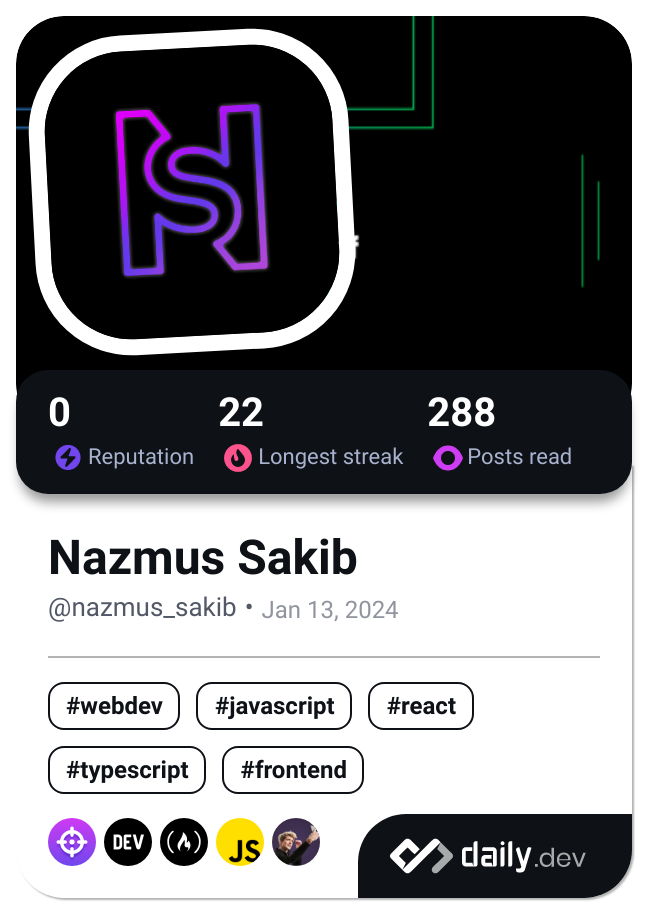 0 22 288
Reputation Longest streak Posts read
Nazmus Sakib
@nazmus_sakib • Jan 13, 2024
#webdev #javascript #react
#typescript #frontend
DEV JS daily.dev